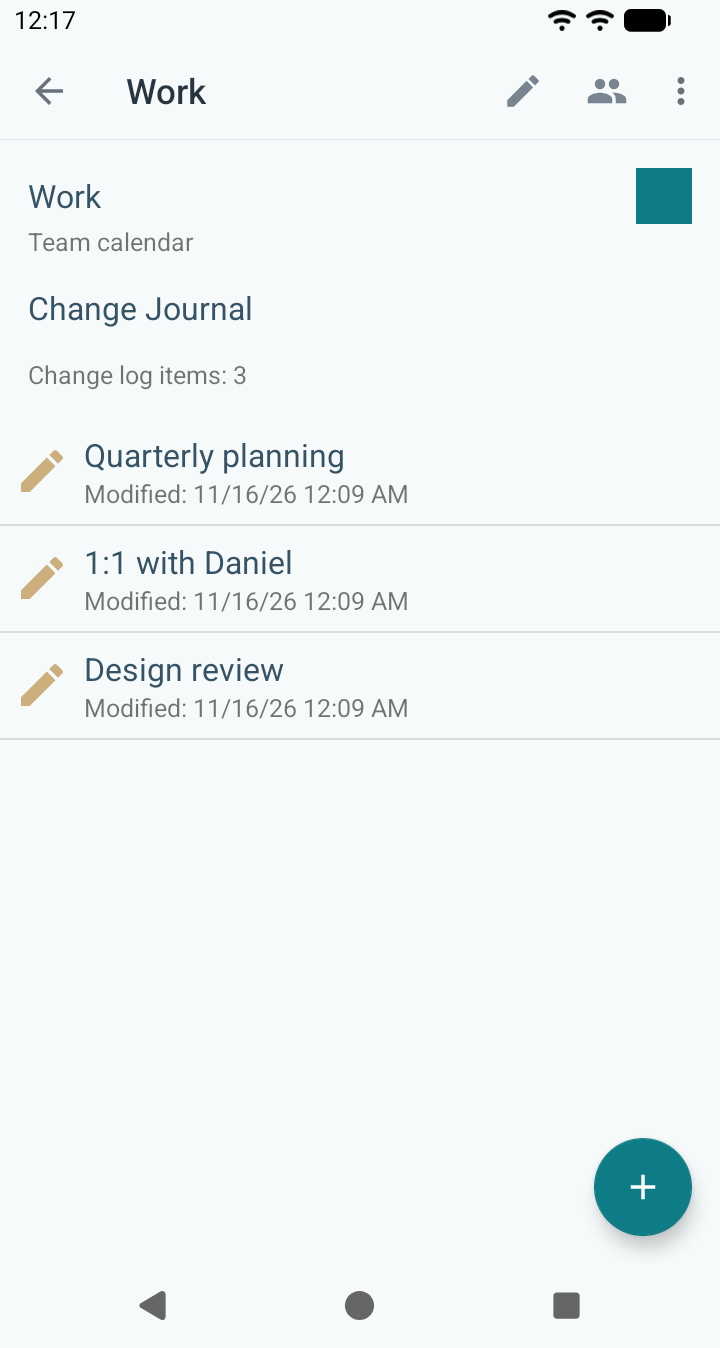 12:17
Work
Work
Team calendar
Change Journal
Change log items: 3
Quarterly planning
Modified: 11/16/26 12:09 AM
1:1 with Daniel
Modified: 11/16/26 12:09 AM
Design review
Modified: 11/16/26 12:09 AM